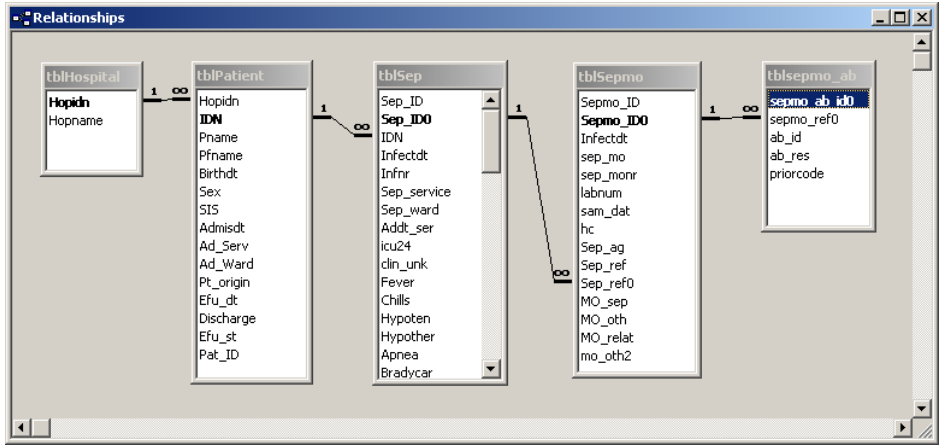 Relationships
tblHospital
Hopidn
Hopname
1 ∞
tblPatient
Hopidn
IDN
Pname
Pfname
Birthdt
Sex
SIS
Admisdt
Ad_Serv
Ad_Ward
Pt_origin
Efu_dt
Discharge
Efu_st
Pat_ID
1 ∞
tblSep
Sep_ID
Sep_ID0
IDN
Infectdt
Infnr
Sep_service
Sep_ward
Addt_ser
icu24
clin_unk
Fever
Chills
Hypoten
Hypother
Apnea
Bradycar
1 ∞
tblSepmo
Sepmo_ID
Sepmo_ID0
Infectdt
sep_mo
sep_monr
labnum
sam_dat
hc
Sep_ag
Sep_ref
Sep_ref0
MO_sep
MO_oth
MO_relat
mo_oth2
1 ∞
tblsepmo_ab
sepmo_ab_id0
sepmo_ref0
ab_id
ab_res
priorcode